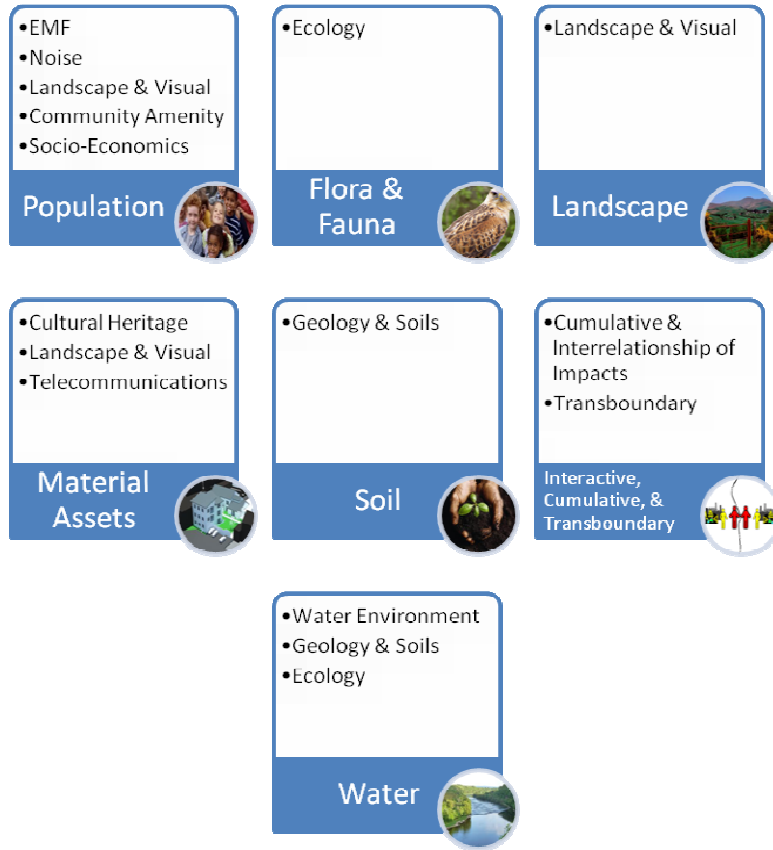 •EMF
•Noise
•Landscape & Visual
•Community Amenity
•Socio-Economics
Population
•Ecology
Flora &
Fauna
•Landscape & Visual
Landscape
•Cultural Heritage
•Landscape & Visual
•Telecommunications
Material
Assets
•Geology & Soils
Soil
•Cumulative &
Interrelationship of
Impacts
•Transboundary
Interactive,
Cumulative, &
Transboundary
•Water Environment
•Geology & Soils
•Ecology
Water